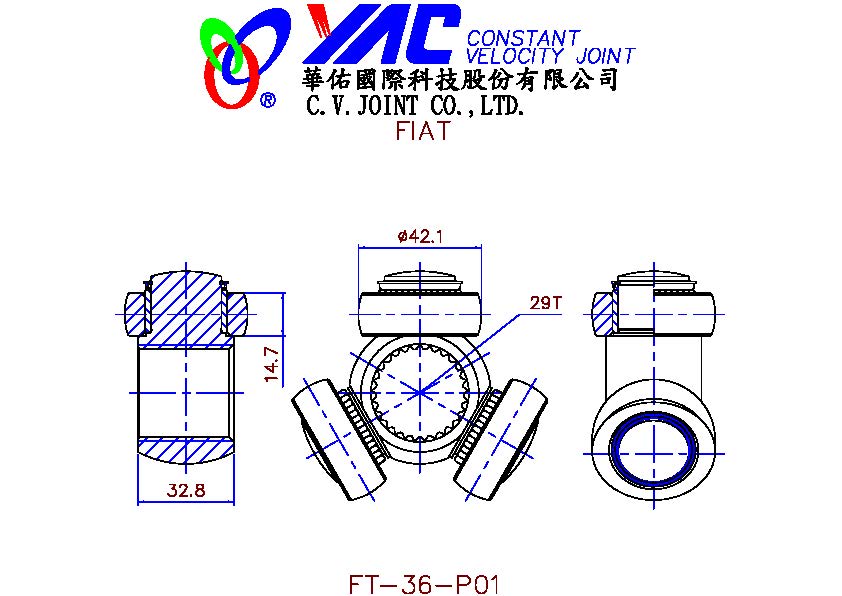 YAC CONSTANT
VELOCITY JOINT
®
華佑國際科技股份有限公司
C.V.JOINT CO.,LTD.
FIAT
ø42.1
29T
14.7
32.8
FT-36-P01